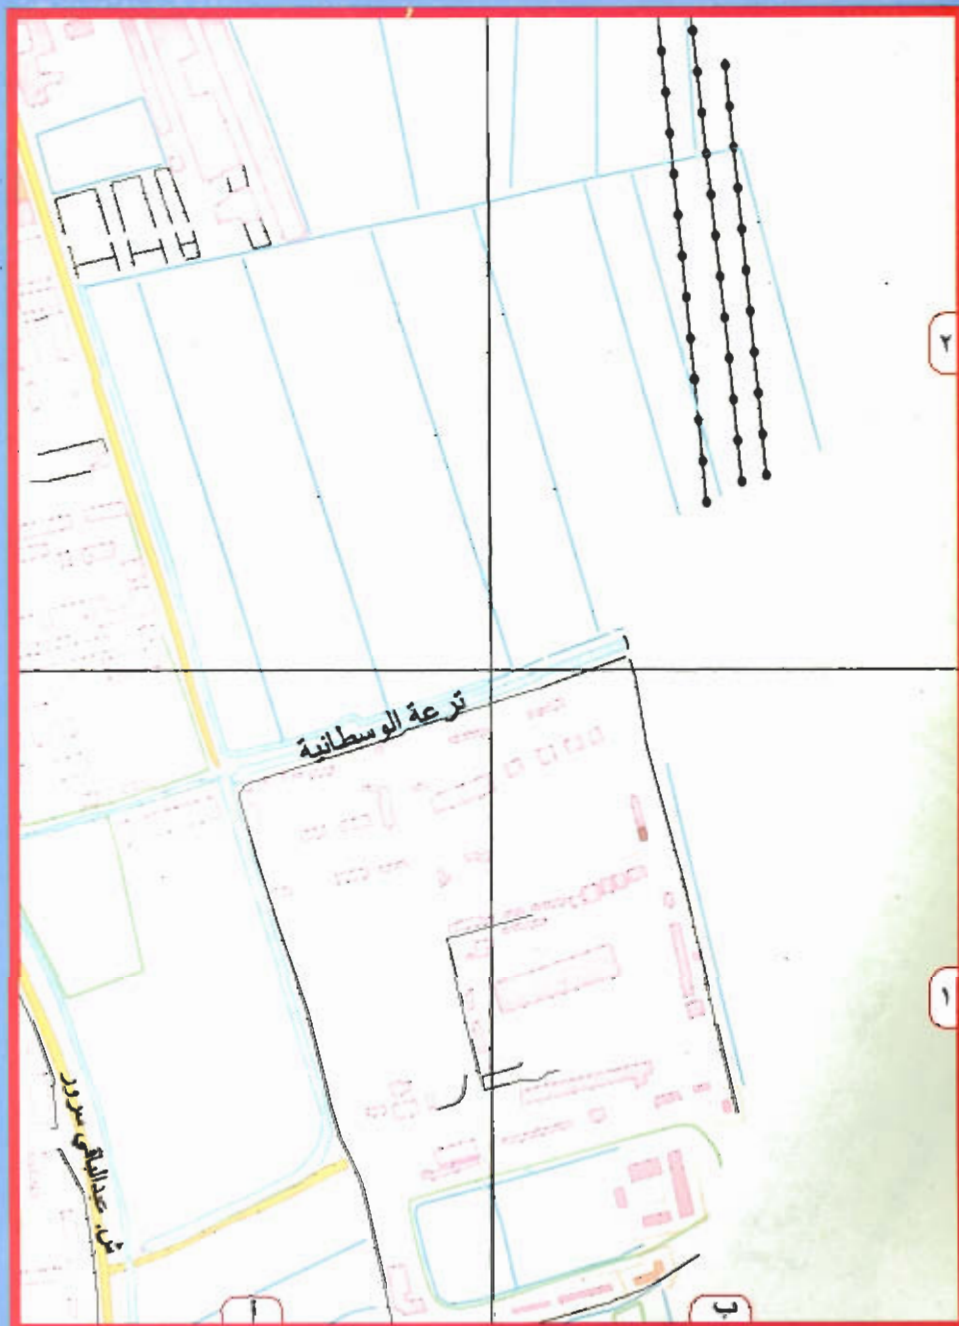 ٢
ترعة الوسطانية
١
ش. عبدالباقي سرور
أ
ب